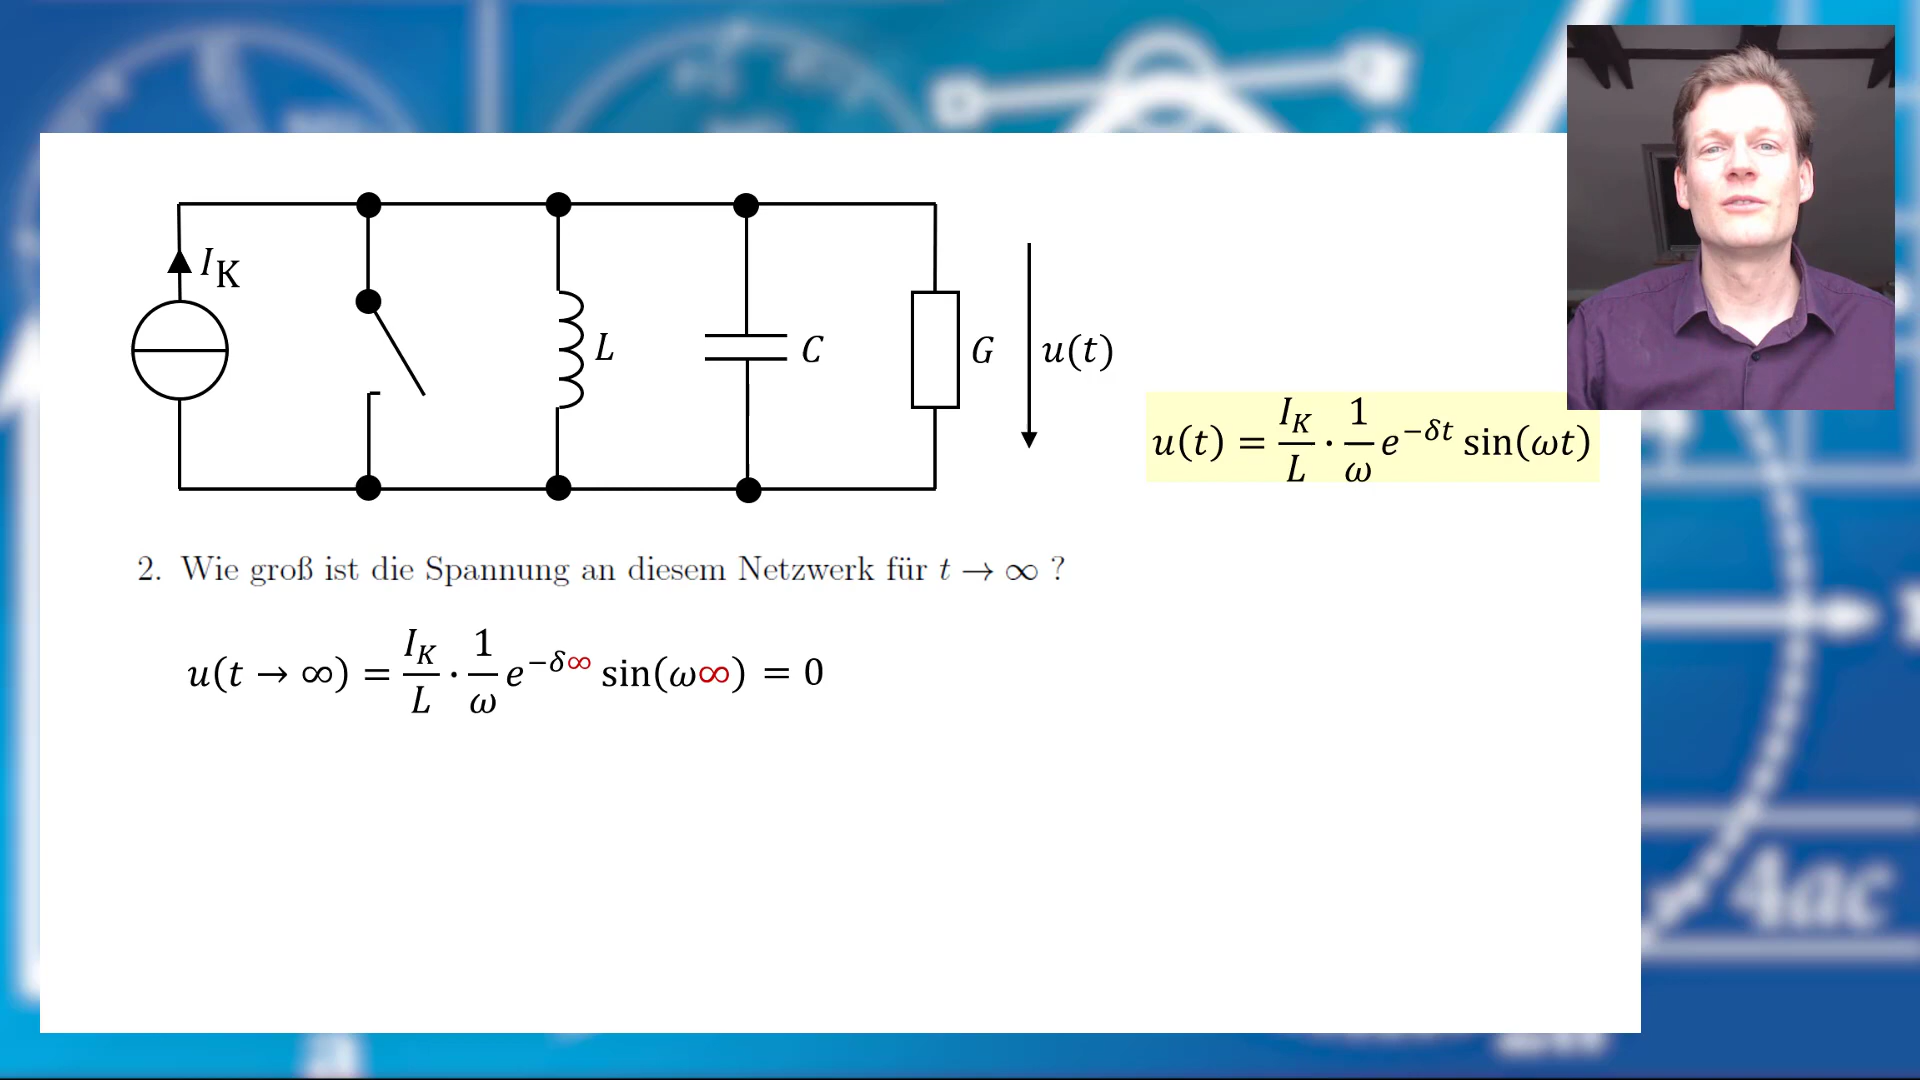 I_K
L
C
G
u(t)
u(t) = I_K/L · 1/ω e^{−δt} sin(ωt)
2. Wie groß ist die Spannung an diesem Netzwerk für t → ∞ ?
u(t → ∞) = I_K/L · 1/ω e^{−δ∞} sin(ω∞) = 0
4ac